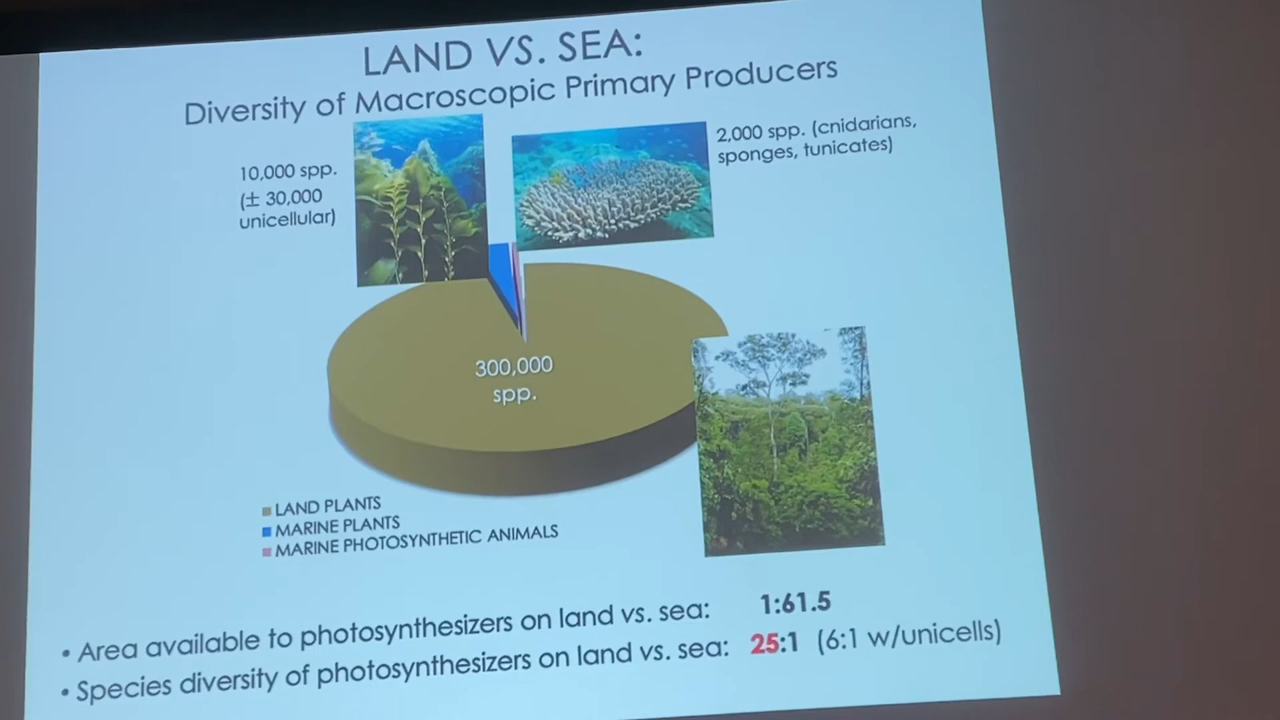 LAND VS. SEA:
Diversity of Macroscopic Primary Producers
10,000 spp.
(± 30,000
unicellular)
2,000 spp. (cnidarians,
sponges, tunicates)
300,000
spp.
LAND PLANTS
MARINE PLANTS
MARINE PHOTOSYNTHETIC ANIMALS
• Area available to photosynthesizers on land vs. sea: 1:61.5
• Species diversity of photosynthesizers on land vs. sea: 25:1 (6:1 w/unicells)